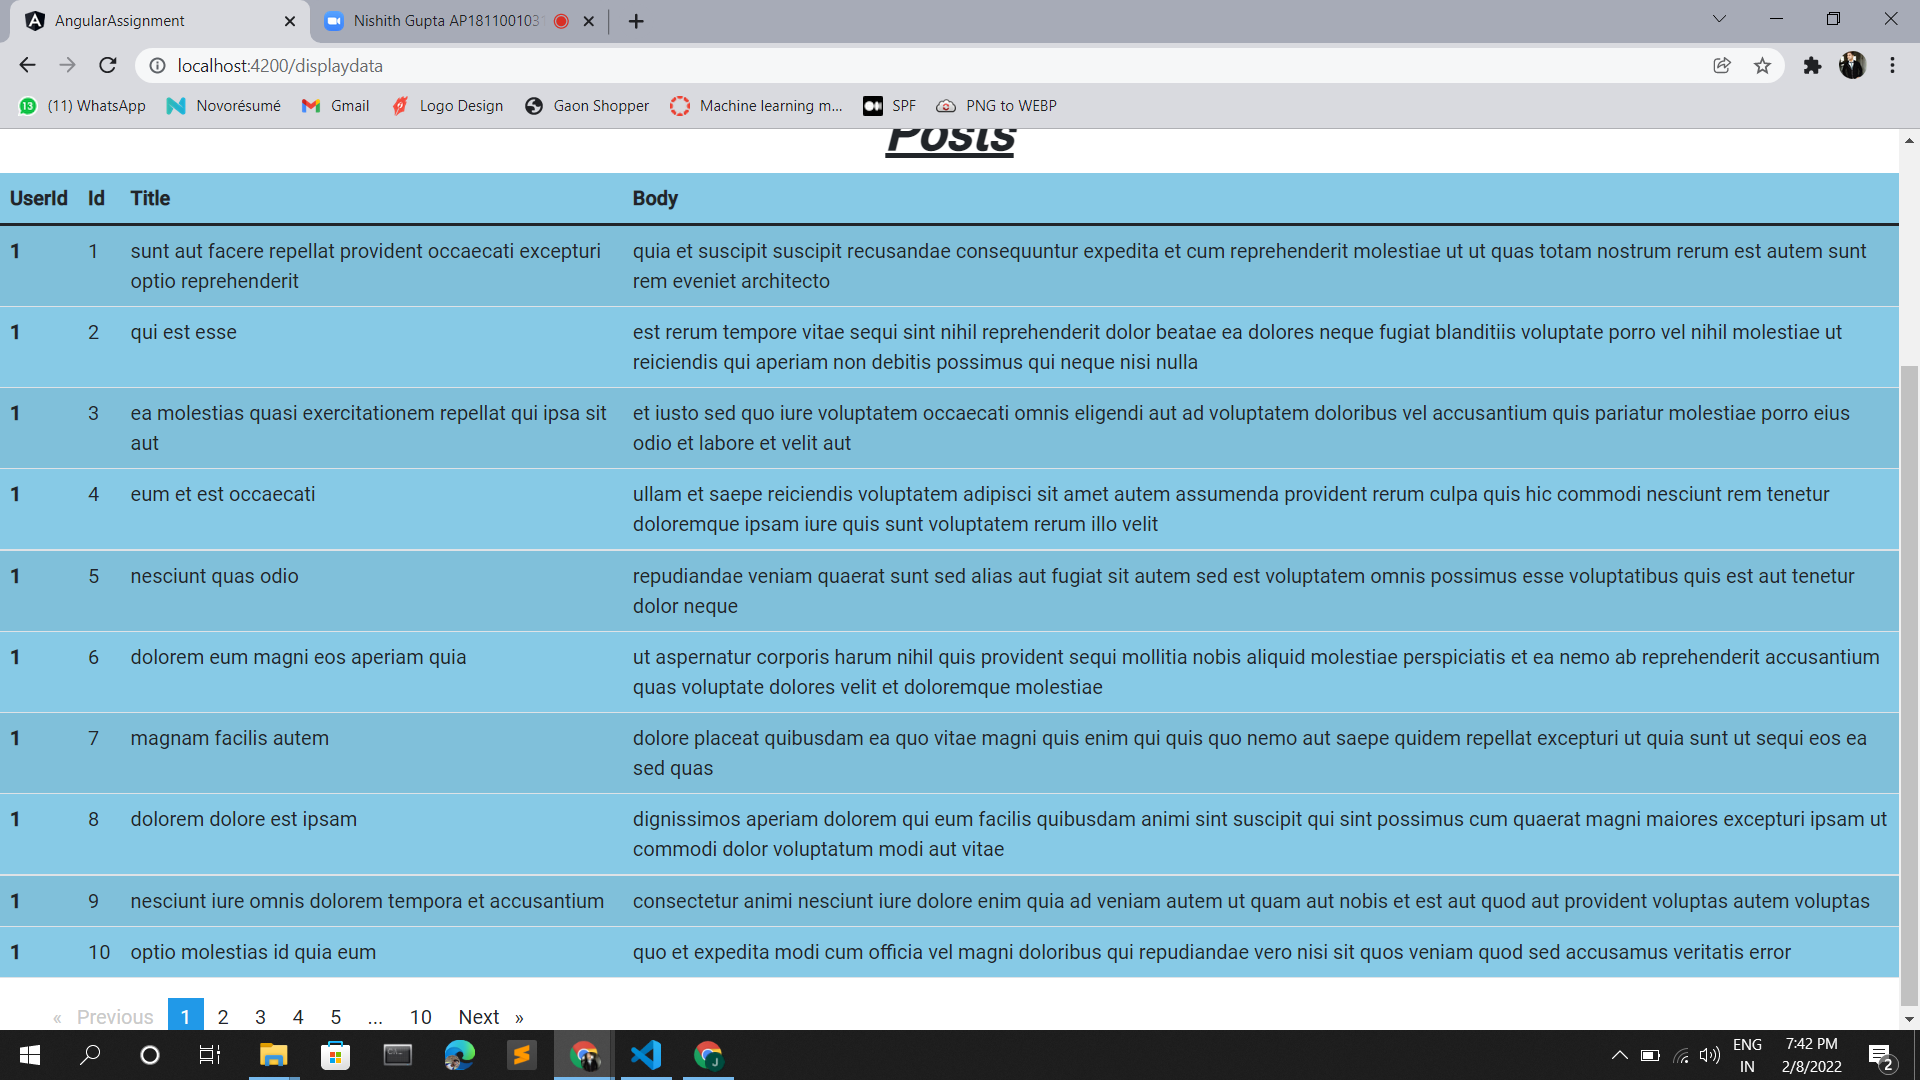 AngularAssignment
Nishith Gupta AP18110010
localhost:4200/displaydata
(11) WhatsApp Novorésumé Gmail Logo Design Gaon Shopper Machine learning m... SPF PNG to WEBP
Posts
UserId Id Title Body
1 1 sunt aut facere repellat provident occaecati excepturi quia et suscipit suscipit recusandae consequuntur expedita et cum reprehenderit molestiae ut ut quas totam nostrum rerum est autem sunt
optio reprehenderit rem eveniet architecto
1 2 qui est esse est rerum tempore vitae sequi sint nihil reprehenderit dolor beatae ea dolores neque fugiat blanditiis voluptate porro vel nihil molestiae ut
reiciendis qui aperiam non debitis possimus qui neque nisi nulla
1 3 ea molestias quasi exercitationem repellat qui ipsa sit et iusto sed quo iure voluptatem occaecati omnis eligendi aut ad voluptatem doloribus vel accusantium quis pariatur molestiae porro eius
aut odio et labore et velit aut
1 4 eum et est occaecati ullam et saepe reiciendis voluptatem adipisci sit amet autem assumenda provident rerum culpa quis hic commodi nesciunt rem tenetur
doloremque ipsam iure quis sunt voluptatem rerum illo velit
1 5 nesciunt quas odio repudiandae veniam quaerat sunt sed alias aut fugiat sit autem sed est voluptatem omnis possimus esse voluptatibus quis est aut tenetur
dolor neque
1 6 dolorem eum magni eos aperiam quia ut aspernatur corporis harum nihil quis provident sequi mollitia nobis aliquid molestiae perspiciatis et ea nemo ab reprehenderit accusantium
quas voluptate dolores velit et doloremque molestiae
1 7 magnam facilis autem dolore placeat quibusdam ea quo vitae magni quis enim qui quis quo nemo aut saepe quidem repellat excepturi ut quia sunt ut sequi eos ea
sed quas
1 8 dolorem dolore est ipsam dignissimos aperiam dolorem qui eum facilis quibusdam animi sint suscipit qui sint possimus cum quaerat magni maiores excepturi ipsam ut
commodi dolor voluptatum modi aut vitae
1 9 nesciunt iure omnis dolorem tempora et accusantium consectetur animi nesciunt iure dolore enim quia ad veniam autem ut quam aut nobis et est aut quod aut provident voluptas autem voluptas
1 10 optio molestias id quia eum quo et expedita modi cum officia vel magni doloribus qui repudiandae vero nisi sit quos veniam quod sed accusamus veritatis error
« Previous 1 2 3 4 5 ... 10 Next »
ENG 7:42 PM
IN 2/8/2022 2